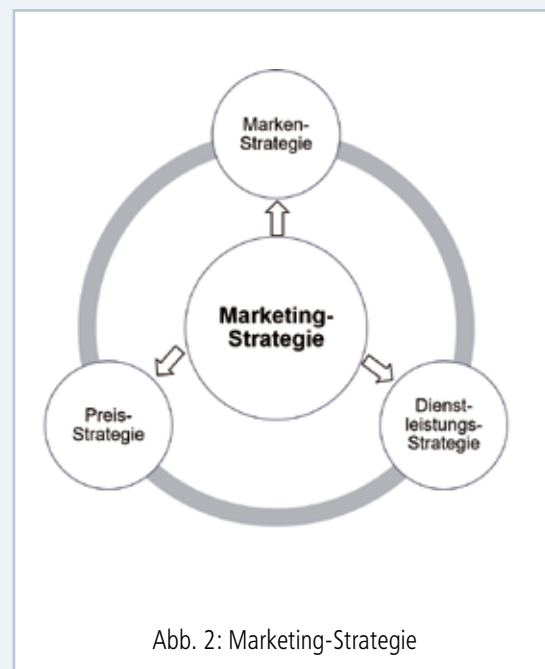 Marken-
Strategie
Marketing-
Strategie
Preis-
Strategie
Dienst-
leistungs-
Strategie
Abb. 2: Marketing-Strategie